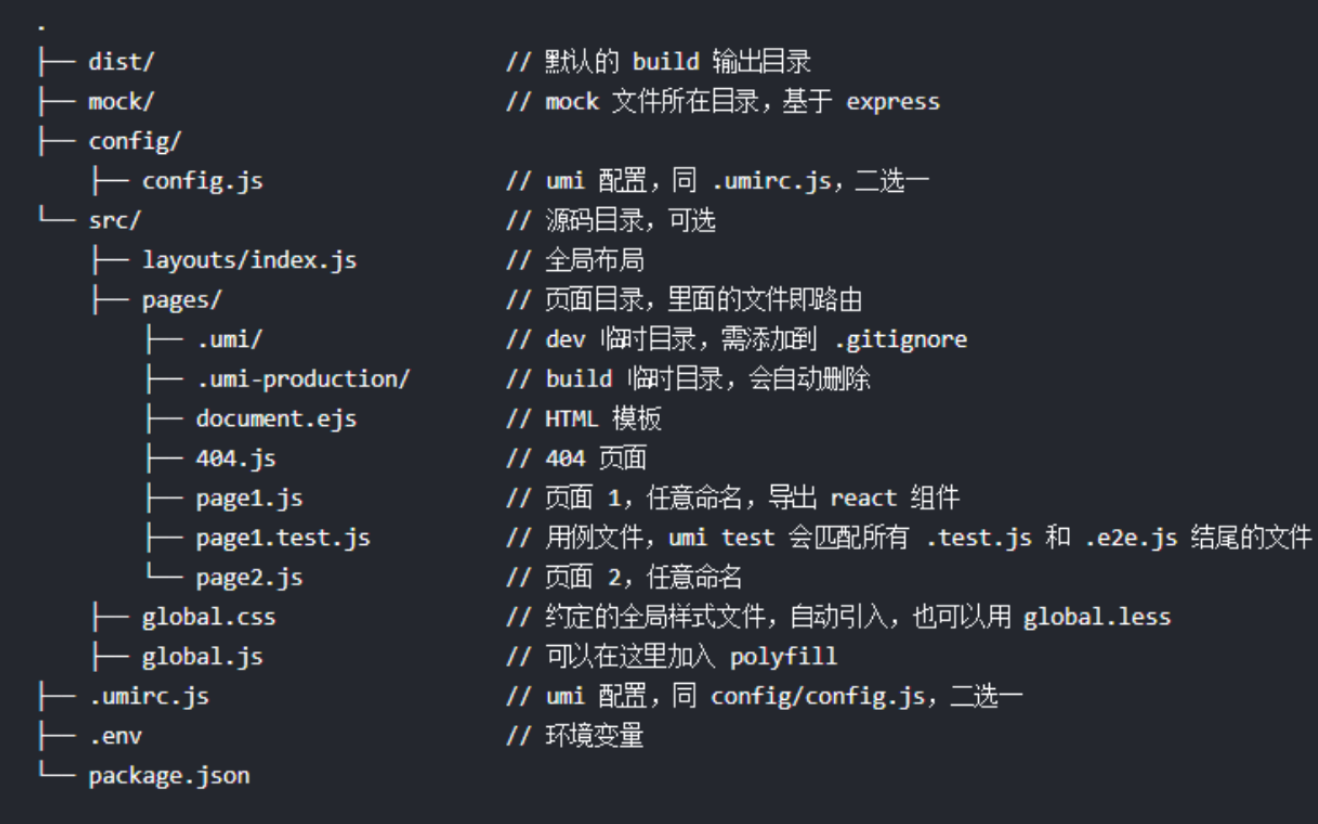 .
├── dist/                          // 默认的 build 输出目录
├── mock/                          // mock 文件所在目录，基于 express
├── config/
    ├── config.js                  // umi 配置，同 .umirc.js，二选一
└── src/                           // 源码目录，可选
    ├── layouts/index.js           // 全局布局
    ├── pages/                     // 页面目录，里面的文件即路由
        ├── .umi/                  // dev 临时目录，需添加到 .gitignore
        ├── .umi-production/       // build 临时目录，会自动删除
        ├── document.ejs           // HTML 模板
        ├── 404.js                 // 404 页面
        ├── page1.js               // 页面 1，任意命名，导出 react 组件
        ├── page1.test.js          // 用例文件，umi test 会匹配所有 .test.js 和 .e2e.js 结尾的文件
        └── page2.js               // 页面 2，任意命名
    ├── global.css                 // 约定的全局样式文件，自动引入，也可以用 global.less
    ├── global.js                  // 可以在这里加入 polyfill
├── .umirc.js                      // umi 配置，同 config/config.js，二选一
├── .env                           // 环境变量
└── package.json